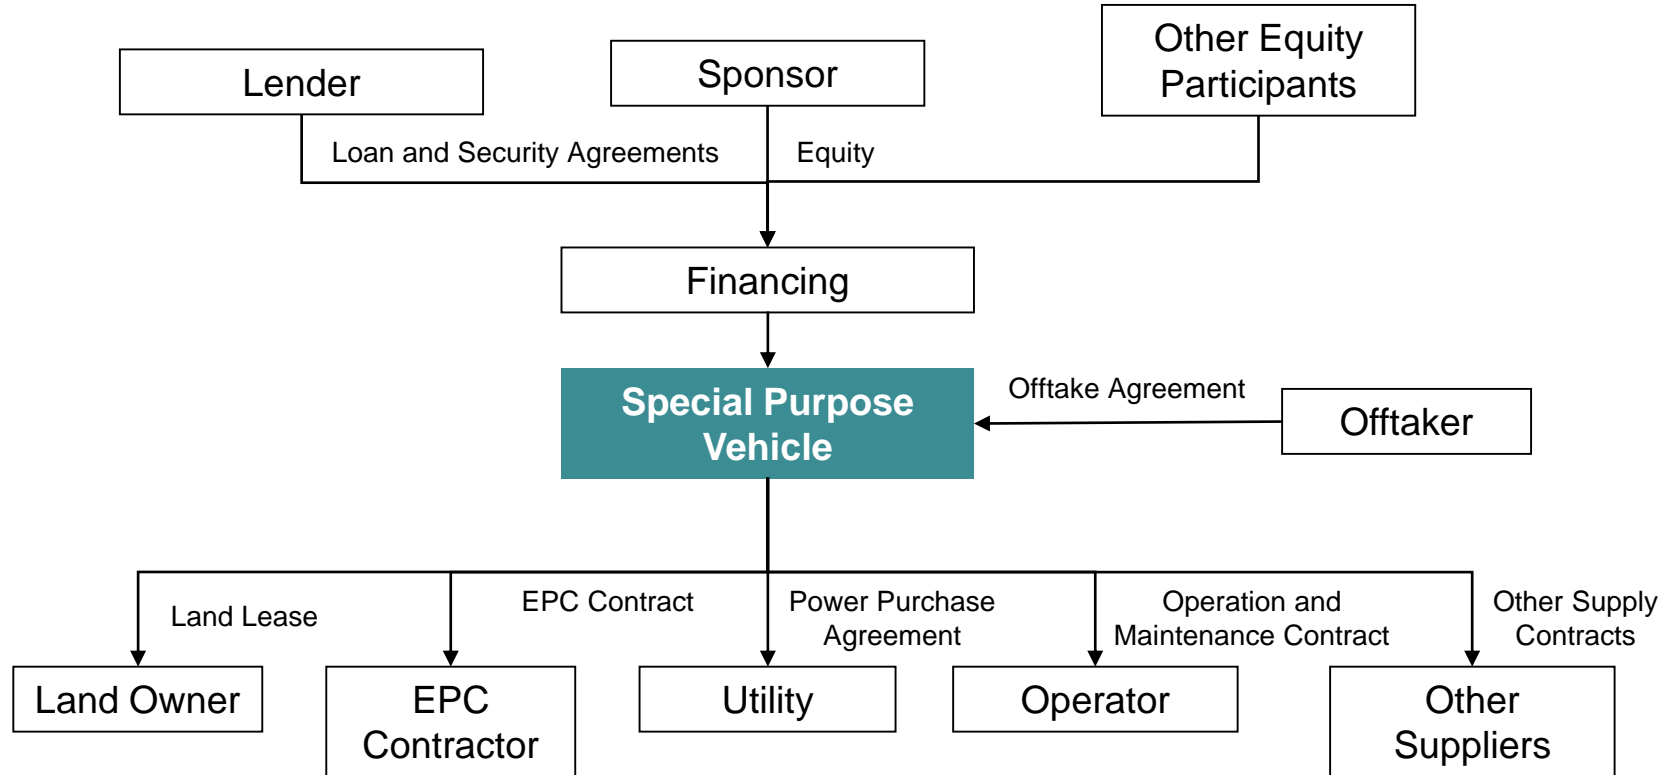 Lender
Sponsor
Other Equity
Participants
Loan and Security Agreements
Equity
Financing
Special Purpose
Vehicle
Offtake Agreement
Offtaker
Land Lease
EPC Contract
Power Purchase
Agreement
Operation and
Maintenance Contract
Other Supply
Contracts
Land Owner
EPC
Contractor
Utility
Operator
Other
Suppliers